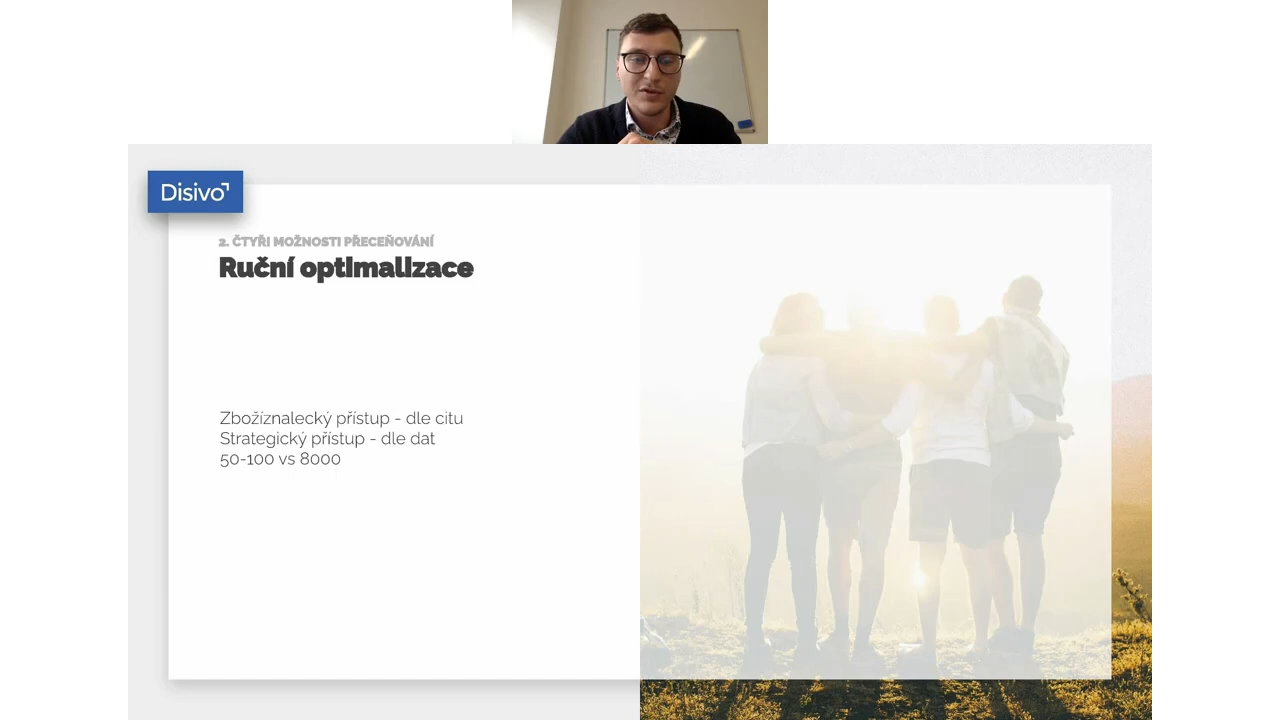 Disivo
2. ČTYŘI MOŽNOSTI PŘECEŇOVÁNÍ
Ruční optimalizace
Zbožíznalecký přístup - dle citu
Strategický přístup - dle dat
50-100 vs 8000